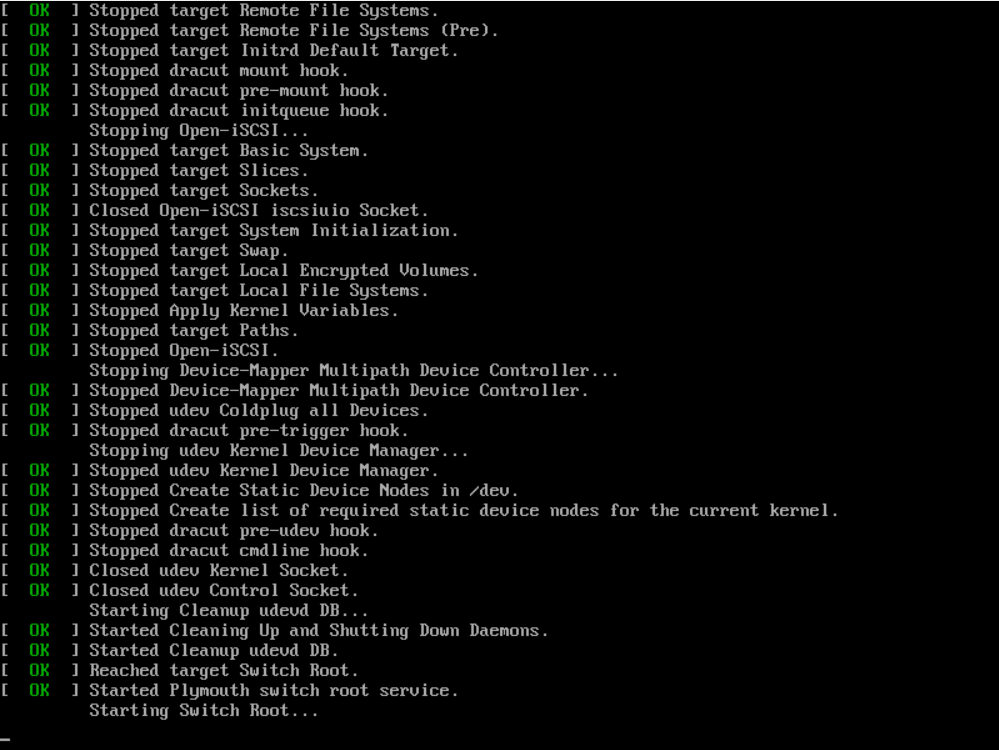 [  OK  ] Stopped target Remote File Systems.
[  OK  ] Stopped target Remote File Systems (Pre).
[  OK  ] Stopped target Initrd Default Target.
[  OK  ] Stopped dracut mount hook.
[  OK  ] Stopped dracut pre-mount hook.
[  OK  ] Stopped dracut initqueue hook.
         Stopping Open-iSCSI...
[  OK  ] Stopped target Basic System.
[  OK  ] Stopped target Slices.
[  OK  ] Stopped target Sockets.
[  OK  ] Closed Open-iSCSI iscsiuio Socket.
[  OK  ] Stopped target System Initialization.
[  OK  ] Stopped target Swap.
[  OK  ] Stopped target Local Encrypted Volumes.
[  OK  ] Stopped target Local File Systems.
[  OK  ] Stopped Apply Kernel Variables.
[  OK  ] Stopped target Paths.
[  OK  ] Stopped Open-iSCSI.
         Stopping Device-Mapper Multipath Device Controller...
[  OK  ] Stopped Device-Mapper Multipath Device Controller.
[  OK  ] Stopped udev Coldplug all Devices.
[  OK  ] Stopped dracut pre-trigger hook.
         Stopping udev Kernel Device Manager...
[  OK  ] Stopped udev Kernel Device Manager.
[  OK  ] Stopped Create Static Device Nodes in /dev.
[  OK  ] Stopped Create list of required static device nodes for the current kernel.
[  OK  ] Stopped dracut pre-udev hook.
[  OK  ] Stopped dracut cmdline hook.
[  OK  ] Closed udev Kernel Socket.
[  OK  ] Closed udev Control Socket.
         Starting Cleanup udevd DB...
[  OK  ] Started Cleaning Up and Shutting Down Daemons.
[  OK  ] Started Cleanup udevd DB.
[  OK  ] Reached target Switch Root.
[  OK  ] Started Plymouth switch root service.
         Starting Switch Root...